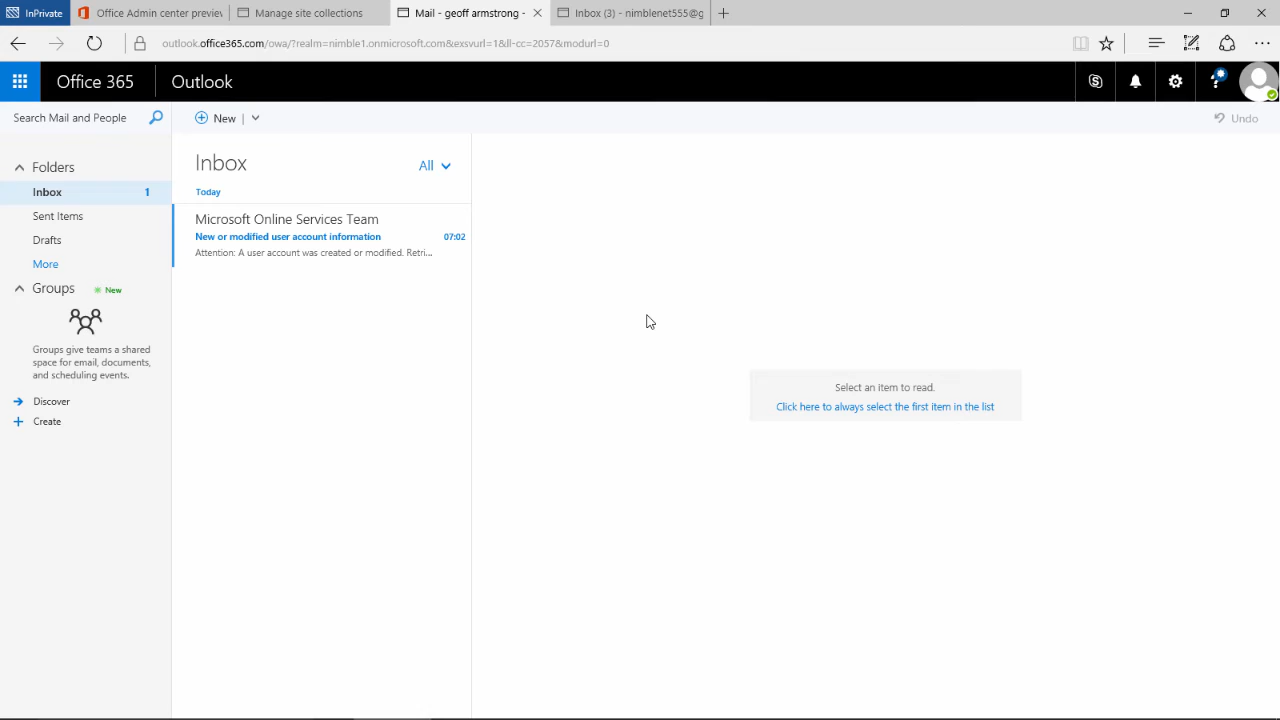 InPrivate
Office Admin center preview
Manage site collections
Mail - geoff armstrong -
Inbox (3) - nimblenet555@g
outlook.office365.com/owa/?realm=nimble1.onmicrosoft.com&exsvurl=1&ll-cc=2057&modurl=0
Office 365
Outlook
?
Search Mail and People
New
Undo
Folders
Inbox 1
Sent Items
Drafts
More
Groups
New
Groups give teams a shared
space for email, documents,
and scheduling events.
Discover
Create
Inbox
All
Today
Microsoft Online Services Team
New or modified user account information
07:02
Attention: A user account was created or modified. Retri...
Select an item to read.
Click here to always select the first item in the list